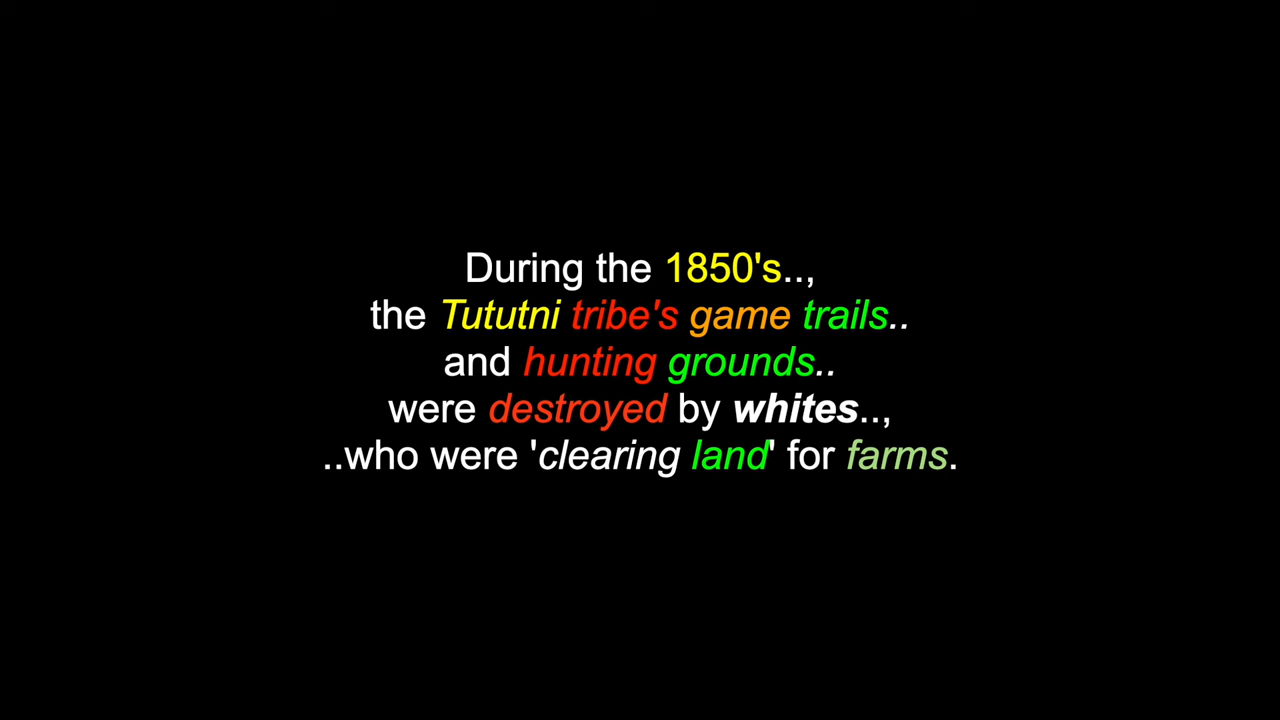 During the 1850's..,
the Tututni tribe's game trails..
and hunting grounds..
were destroyed by whites..,
..who were 'clearing land' for farms.